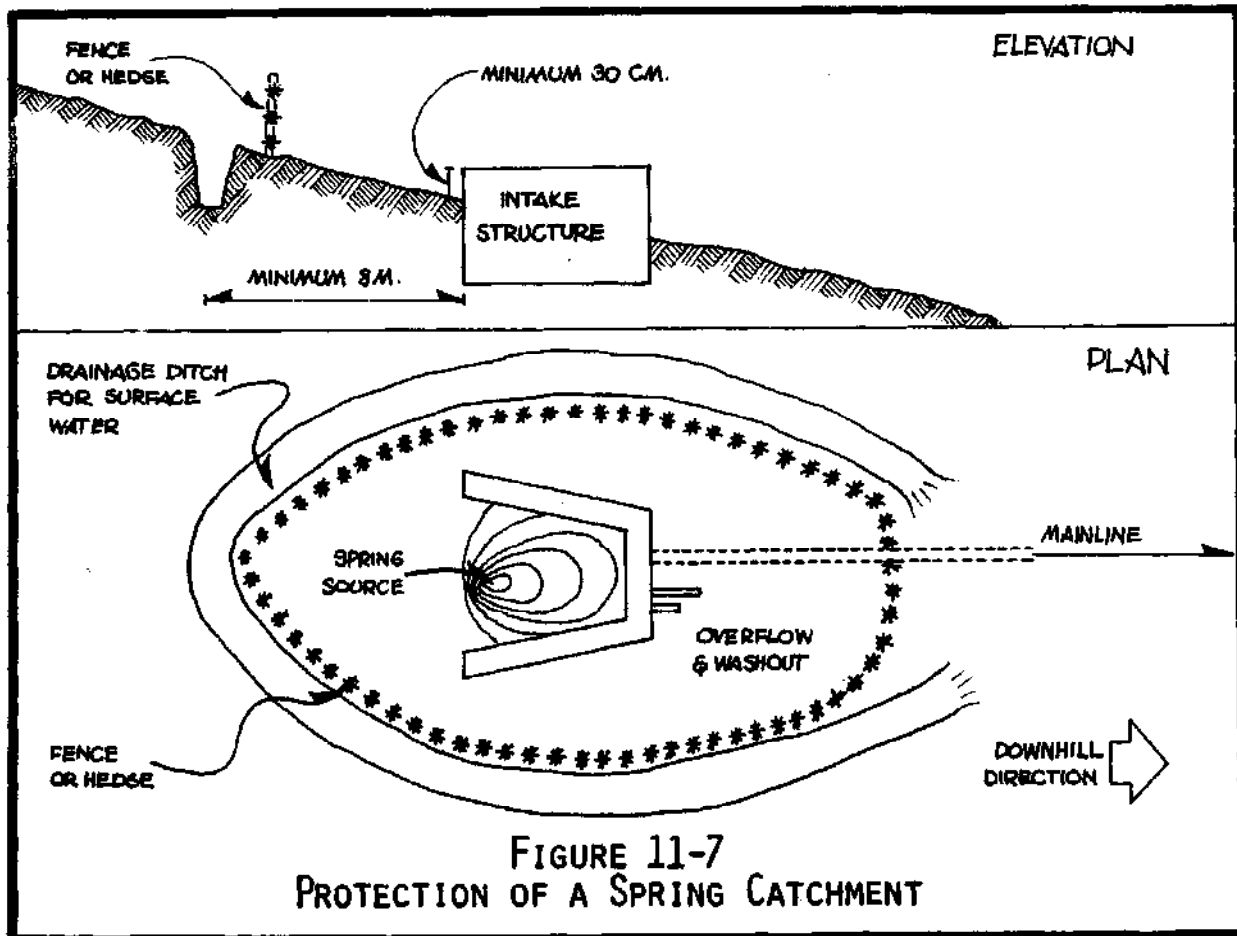 ELEVATION
FENCE
OR HEDGE
MINIMUM 30 CM.
INTAKE
STRUCTURE
MINIMUM 8 M.
PLAN
DRAINAGE DITCH
FOR SURFACE
WATER
MAINLINE
SPRING
SOURCE
OVERFLOW
& WASHOUT
FENCE
OR HEDGE
DOWNHILL
DIRECTION
FIGURE 11-7
PROTECTION OF A SPRING CATCHMENT